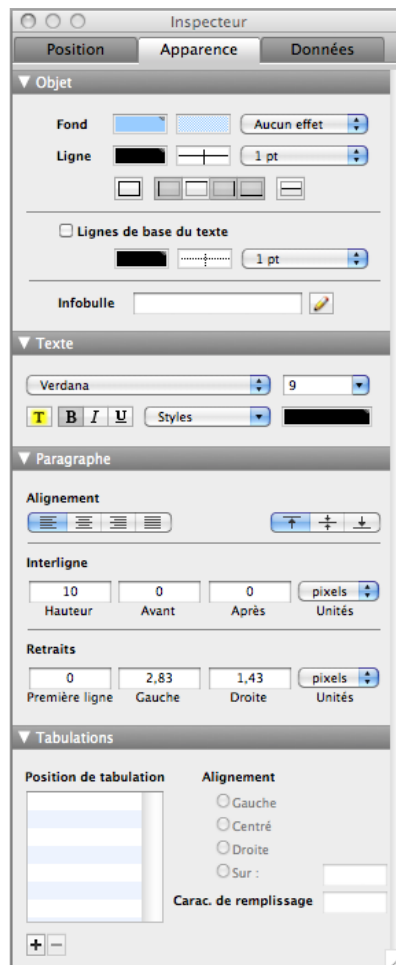 Inspecteur
Position Apparence Données
Objet
Fond Aucun effet
Ligne 1 pt
Lignes de base du texte
1 pt
Infobulle
Texte
Verdana 9
T B I U Styles
Paragraphe
Alignement
Interligne
10 0 0 pixels
Hauteur Avant Après Unités
Retraits
0 2,83 1,43 pixels
Première ligne Gauche Droite Unités
Tabulations
Position de tabulation Alignement
Gauche
Centré
Droite
Sur :
Carac. de remplissage